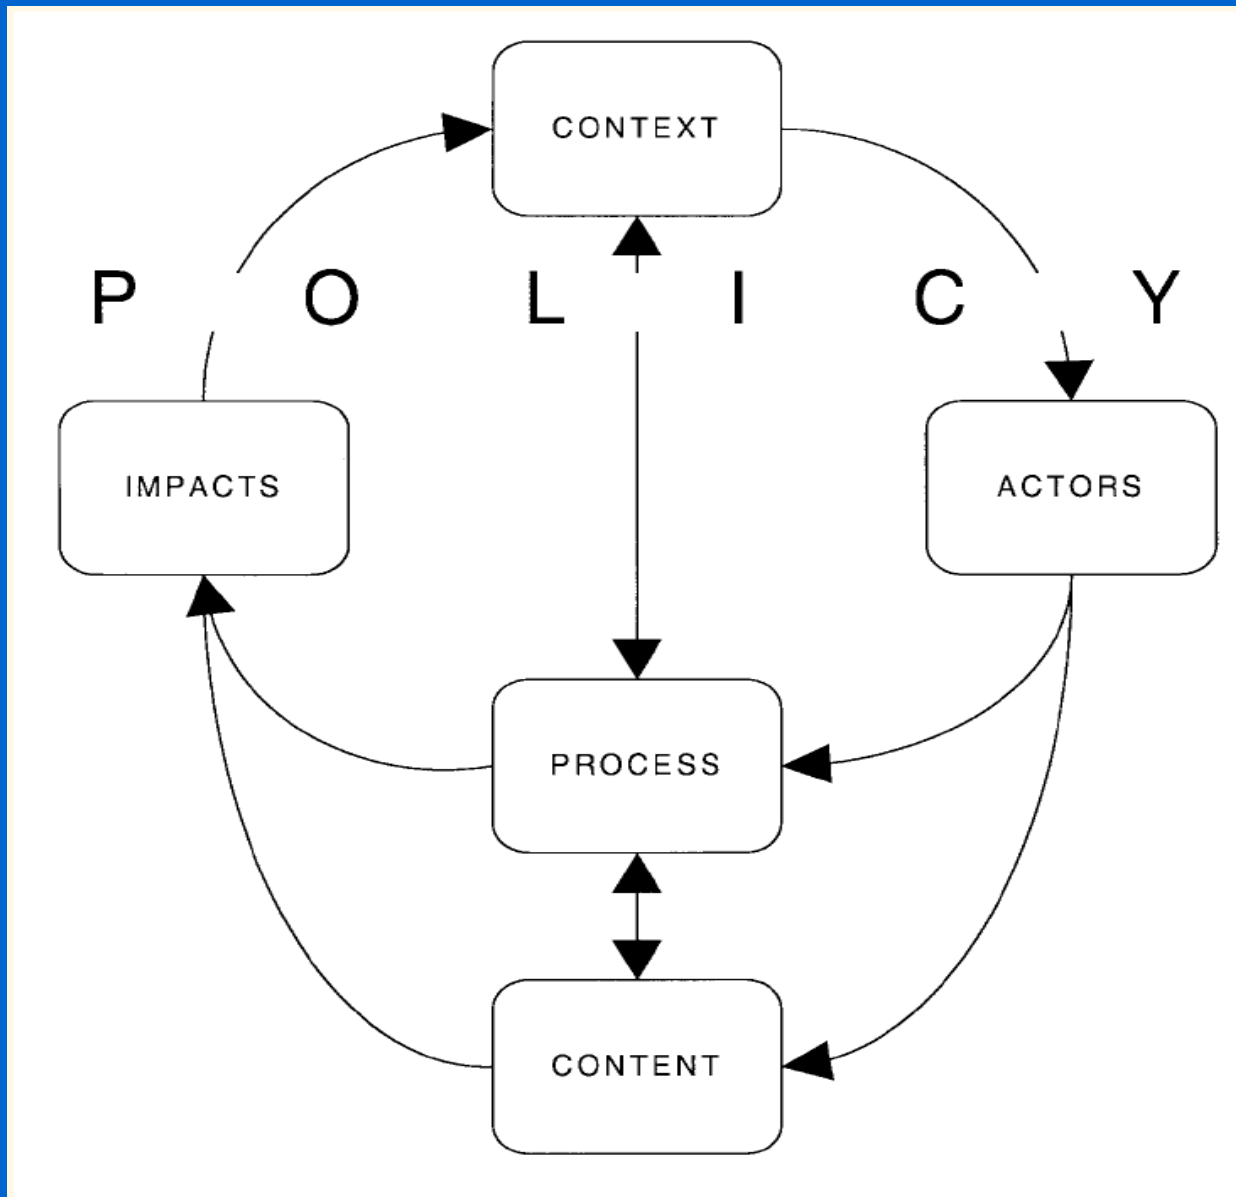 CONTEXT
P O L I C Y
IMPACTS
ACTORS
PROCESS
CONTENT